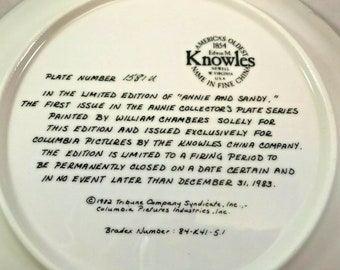 AMERICA'S OLDEST
1854
Edwin M.
Knowles
NEWELL
W. VIRGINIA
U.S.A.
NAME IN FINE CHINA
PLATE NUMBER 1581U
IN THE LIMITED EDITION OF "ANNIE AND SANDY,"
THE FIRST ISSUE IN THE ANNIE COLLECTOR'S PLATE SERIES
PAINTED BY WILLIAM CHAMBERS SOLELY FOR
THIS EDITION AND ISSUED EXCLUSIVELY FOR
COLUMBIA PICTURES BY THE KNOWLES CHINA COMPANY.
THE EDITION IS LIMITED TO A FIRING PERIOD TO
BE PERMANENTLY CLOSED ON A DATE CERTAIN AND
IN NO EVENT LATER THAN DECEMBER 31, 1983.
©1982 Tribune Company Syndicate, Inc.,-
Columbia Pictures Industries, Inc.
Bradex Number: 84-K41-5.1